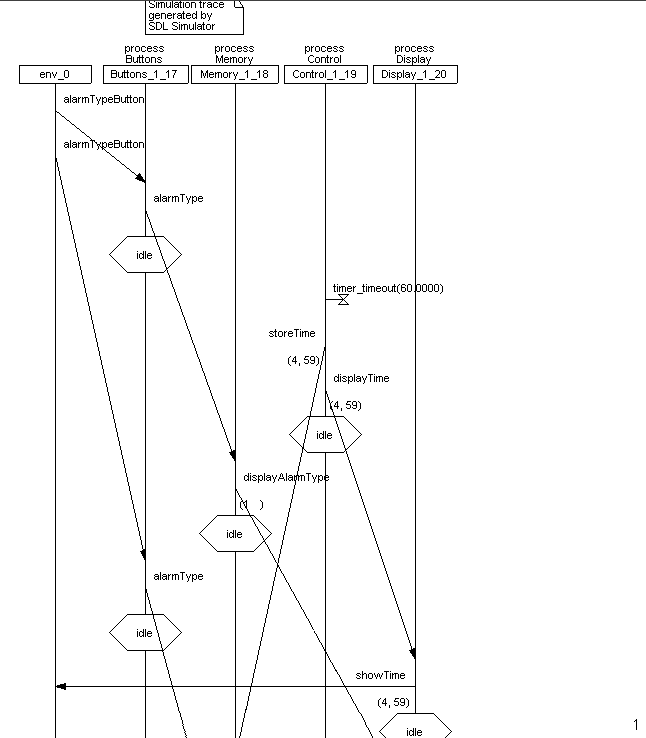 Simulation trace
generated by
SDL Simulator
process
Buttons
process
Memory
process
Control
process
Display
env_0
Buttons_1_17
Memory_1_18
Control_1_19
Display_1_20
alarmTypeButton
alarmTypeButton
alarmType
idle
timer_timeout(60.0000)
storeTime
(4, 59)
displayTime
(4, 59)
idle
displayAlarmType
(1 )
idle
alarmType
idle
showTime
(4, 59)
idle
1